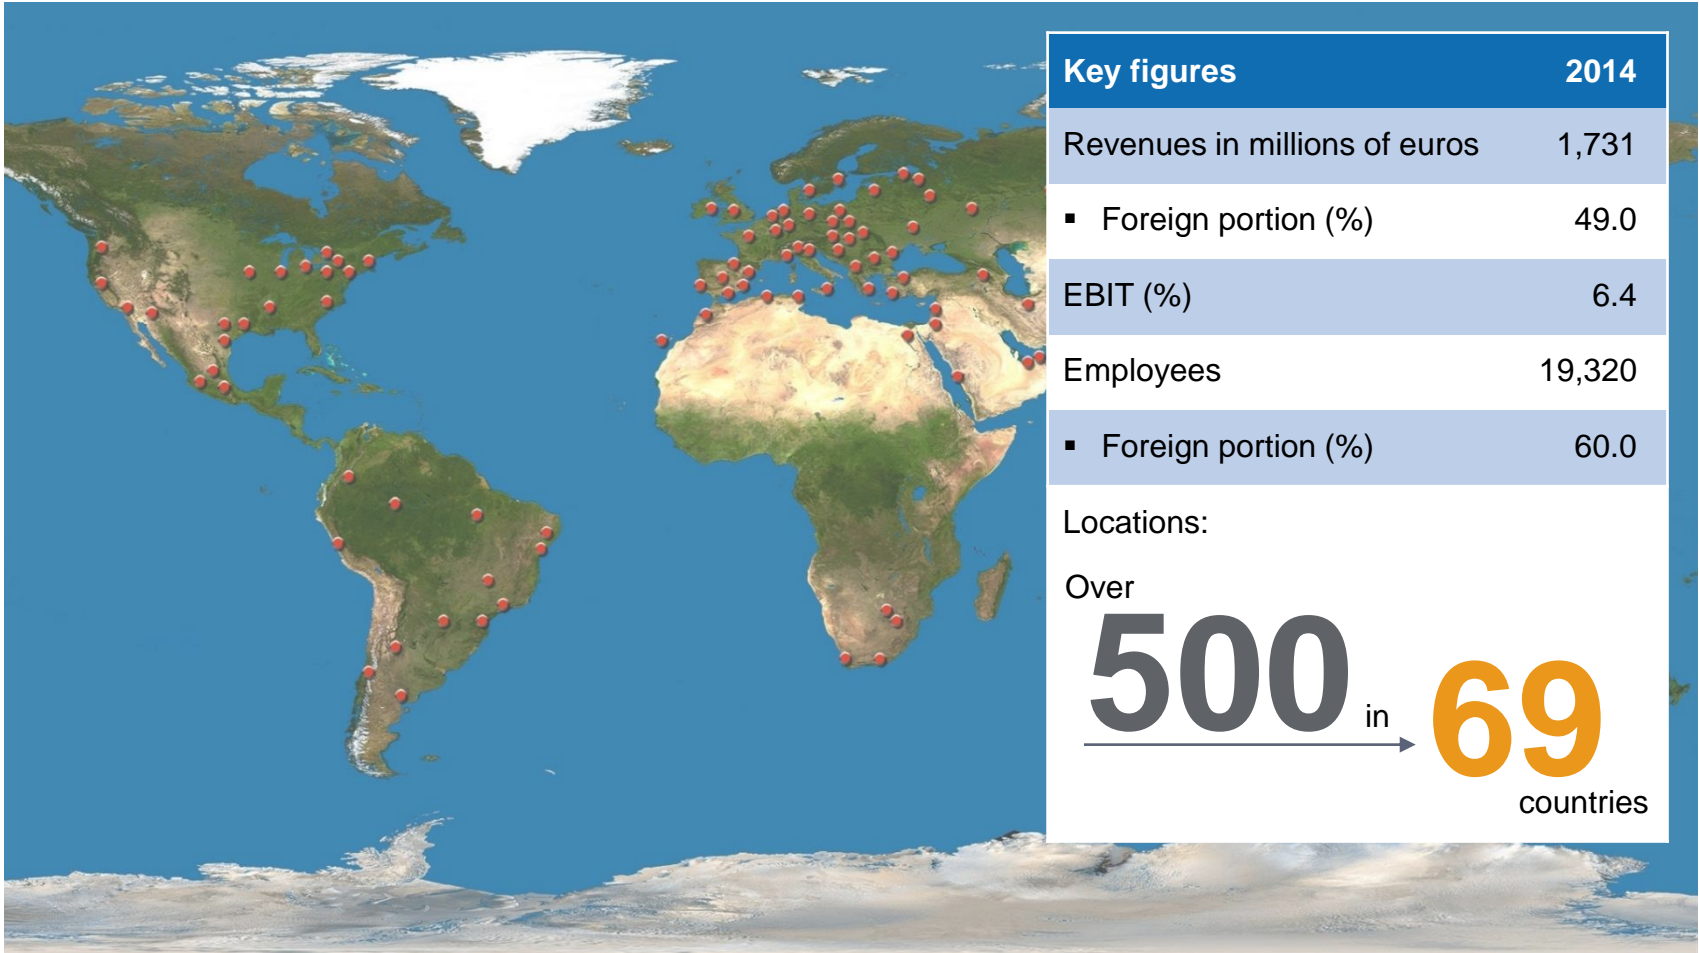 Key figures 2014
Revenues in millions of euros 1,731
▪ Foreign portion (%) 49.0
EBIT (%) 6.4
Employees 19,320
▪ Foreign portion (%) 60.0
Locations:
Over
500 in 69
countries